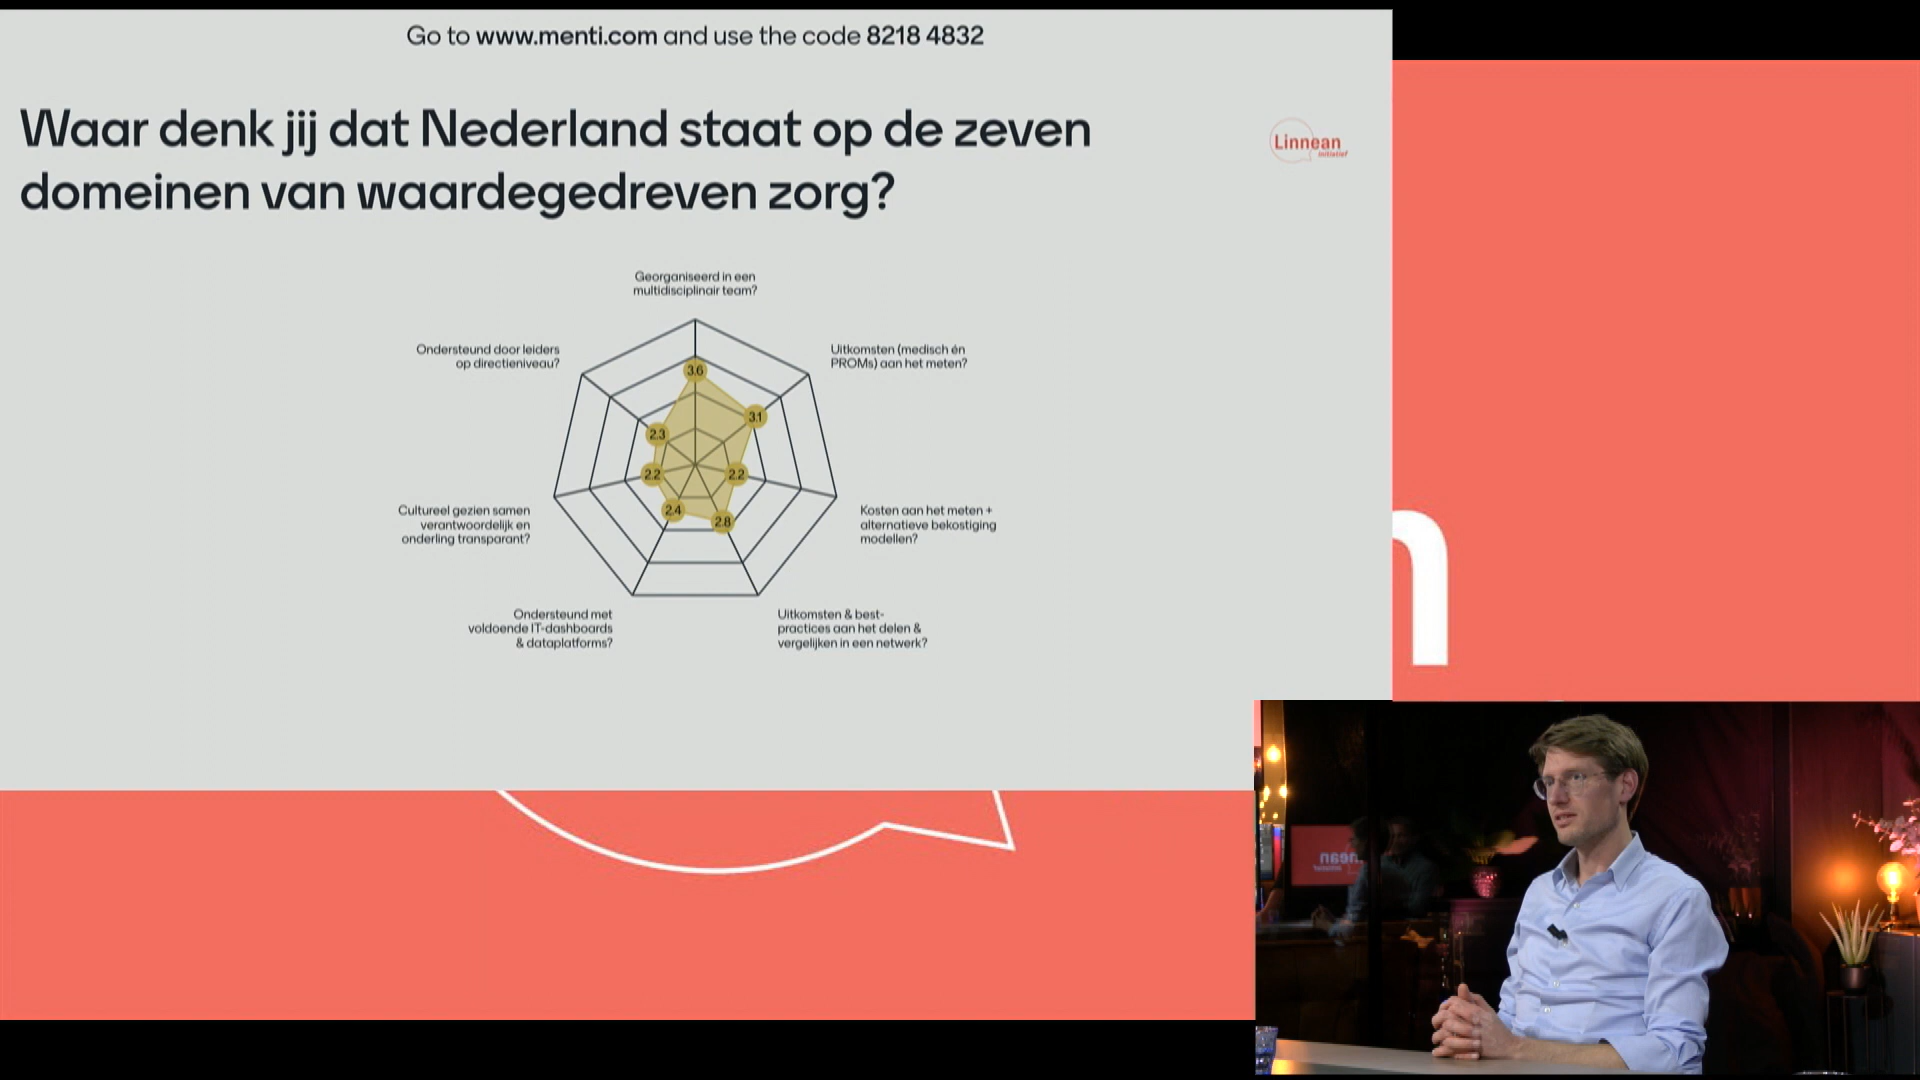 Go to www.menti.com and use the code 8218 4832
Waar denk jij dat Nederland staat op de zeven
domeinen van waardegedreven zorg?
Linnean
initiatief
Georganiseerd in een
multidisciplinair team?
Ondersteund door leiders
op directieniveau?
Uitkomsten (medisch én
PROMs) aan het meten?
3.6
3.1
2.3
2.2
2.2
2.4
2.8
Cultureel gezien samen
verantwoordelijk en
onderling transparant?
Kosten aan het meten +
alternatieve bekostiging
modellen?
Ondersteund met
voldoende IT-dashboards
& dataplatforms?
Uitkomsten & best-
practices aan het delen &
vergelijken in een netwerk?
n